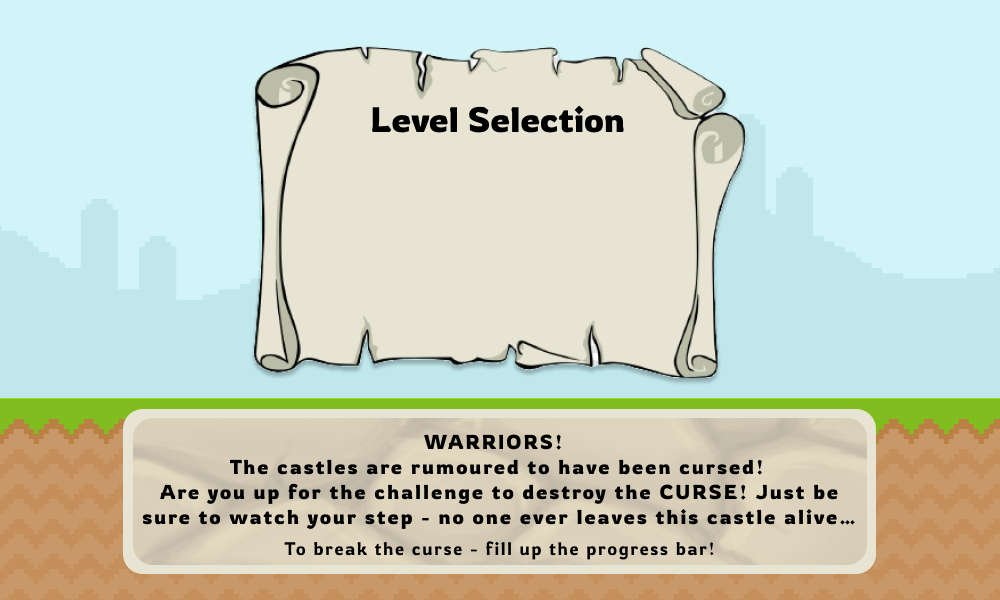 Level Selection
WARRIORS!
The castles are rumoured to have been cursed!
Are you up for the challenge to destroy the CURSE! Just be
sure to watch your step - no one ever leaves this castle alive...
To break the curse - fill up the progress bar!